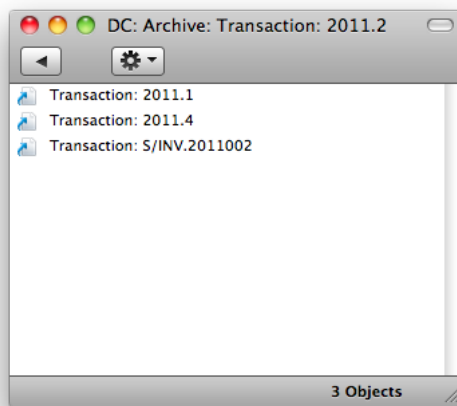 DC: Archive: Transaction: 2011.2
Transaction: 2011.1
Transaction: 2011.4
Transaction: S/INV.2011002
3 Objects